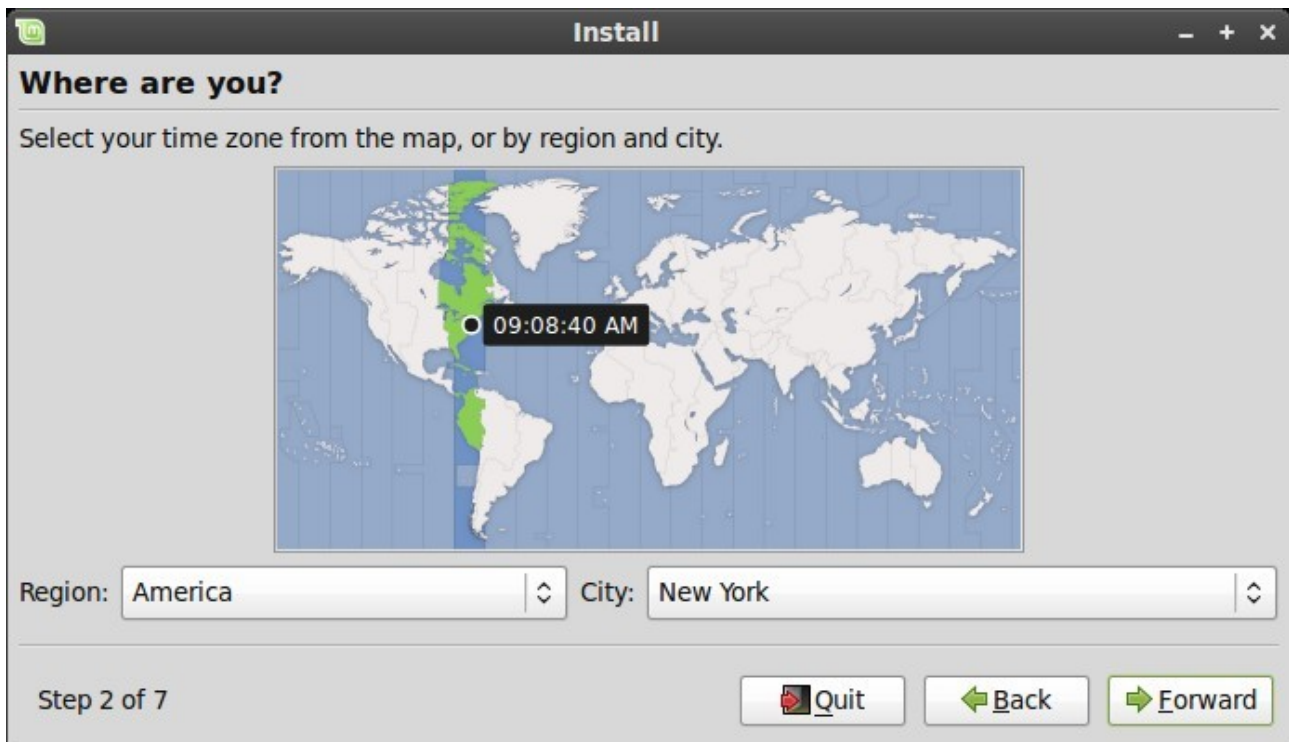 Install
Where are you?
Select your time zone from the map, or by region and city.
09:08:40 AM
Region: America City: New York
Step 2 of 7 Quit Back Forward